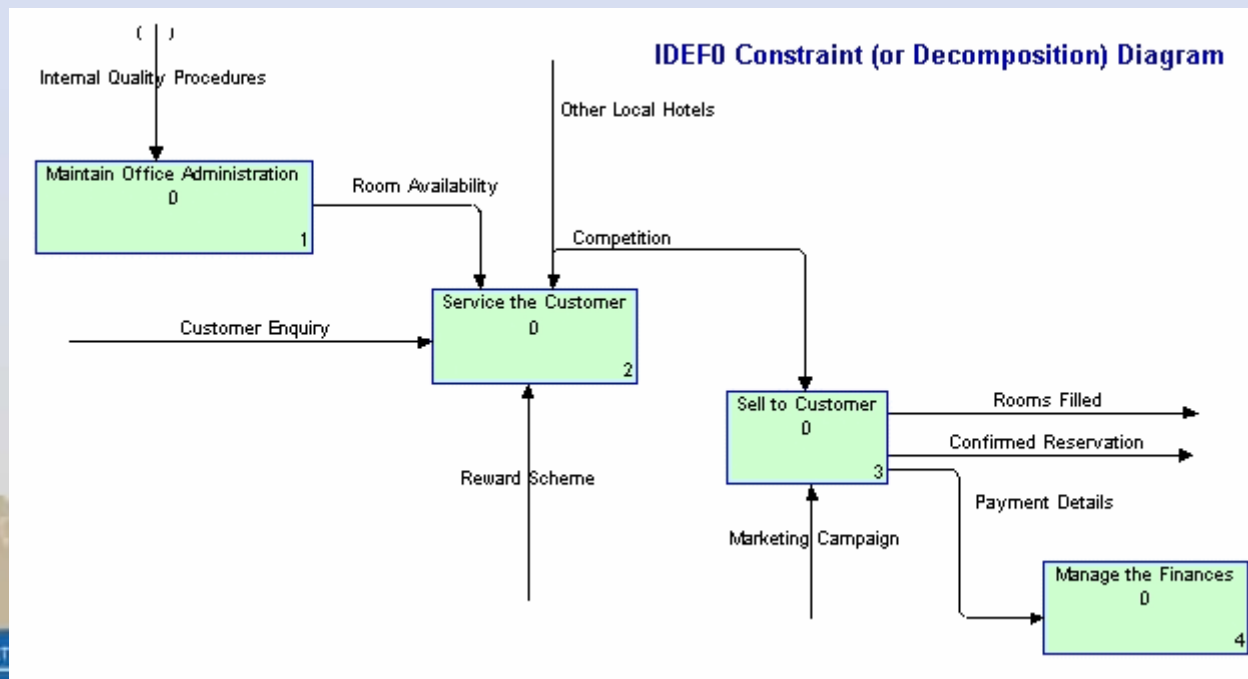 IDEF0 Constraint (or Decomposition) Diagram
( )
Internal Quality Procedures
Other Local Hotels
Maintain Office Administration
0
1
Room Availability
Competition
Service the Customer
0
2
Customer Enquiry
Reward Scheme
Sell to Customer
0
3
Rooms Filled
Confirmed Reservation
Payment Details
Marketing Campaign
Manage the Finances
0
4